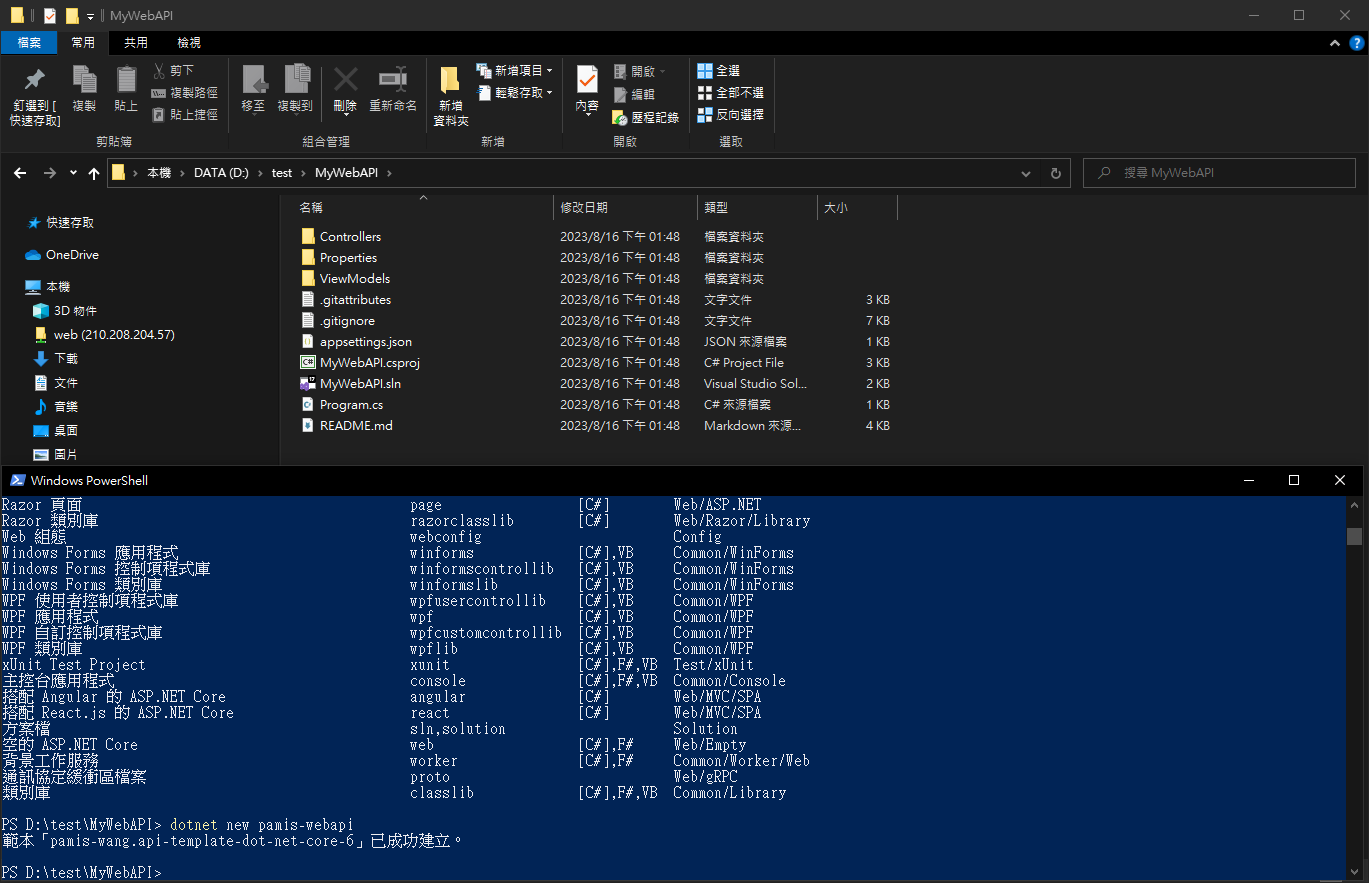 MyWebAPI
檔案 常用 共用 檢視
釘選到 [快速存取] 複製 貼上 剪下 複製路徑 貼上捷徑 移至 複製到 刪除 重新命名 新增資料夾 新增項目 輕鬆存取 內容 開啟 編輯 歷程記錄 全選 全部不選 反向選擇
剪貼簿 組合管理 新增 開啟 選取
本機 DATA (D:) test MyWebAPI 搜尋 MyWebAPI
快速存取
OneDrive
本機
3D 物件
web (210.208.204.57)
下載
文件
音樂
桌面
圖片
名稱 修改日期 類型 大小
Controllers 2023/8/16 下午 01:48 檔案資料夾
Properties 2023/8/16 下午 01:48 檔案資料夾
ViewModels 2023/8/16 下午 01:48 檔案資料夾
.gitattributes 2023/8/16 下午 01:48 文字文件 3 KB
.gitignore 2023/8/16 下午 01:48 文字文件 7 KB
appsettings.json 2023/8/16 下午 01:48 JSON 來源檔案 1 KB
MyWebAPI.csproj 2023/8/16 下午 01:48 C# Project File 3 KB
MyWebAPI.sln 2023/8/16 下午 01:48 Visual Studio Sol... 2 KB
Program.cs 2023/8/16 下午 01:48 C# 來源檔案 1 KB
README.md 2023/8/16 下午 01:48 Markdown 來源... 4 KB
Windows PowerShell
Razor 頁面 page [C#] Web/ASP.NET
Razor 類別庫 razorclasslib [C#] Web/Razor/Library
Web 組態 webconfig Config
Windows Forms 應用程式 winforms [C#],VB Common/WinForms
Windows Forms 控制項程式庫 winformscontrollib [C#],VB Common/WinForms
Windows Forms 類別庫 winformslib [C#],VB Common/WinForms
WPF 使用者控制項程式庫 wpfusercontrollib [C#],VB Common/WPF
WPF 應用程式 wpf [C#],VB Common/WPF
WPF 自訂控制項程式庫 wpfcustomcontrollib [C#],VB Common/WPF
WPF 類別庫 wpflib [C#],VB Common/WPF
xUnit Test Project xunit [C#],F#,VB Test/xUnit
主控台應用程式 console [C#],F#,VB Common/Console
搭配 Angular 的 ASP.NET Core angular [C#] Web/MVC/SPA
搭配 React.js 的 ASP.NET Core react [C#] Web/MVC/SPA
方案檔 sln,solution Solution
空的 ASP.NET Core web [C#],F# Web/Empty
背景工作服務 worker [C#],F# Common/Worker/Web
通訊協定緩衝區檔案 proto Web/gRPC
類別庫 classlib [C#],F#,VB Common/Library
PS D:\test\MyWebAPI> dotnet new pamis-webapi
範本「pamis-wang.api-template-dot-net-core-6」已成功建立。
PS D:\test\MyWebAPI>